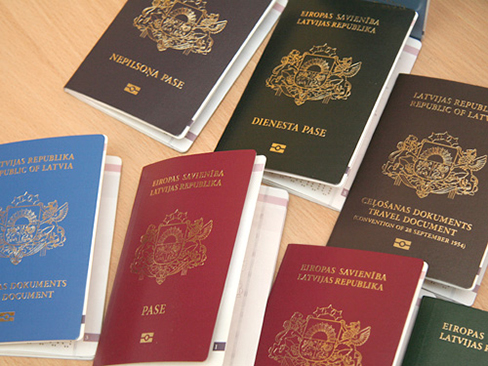 NEPILSOŅA PASE
EIROPAS SAVIENĪBA
LATVIJAS REPUBLIKA
DIENESTA PASE
LATVIJAS REPUBLIKA
REPUBLIC OF LATVIA
CEĻOŠANAS DOKUMENTS
TRAVEL DOCUMENT
(CONVENTION OF 28 SEPTEMBER 1954)
LATVIJAS REPUBLIKA
REPUBLIC OF LATVIA
DOKUMENTS
DOCUMENT
EIROPAS SAVIENĪBA
LATVIJAS REPUBLIKA
PASE
EIROPAS SAVIENĪBA
LATVIJAS REPUBLIKA
EIROPAS
LATVIJAS